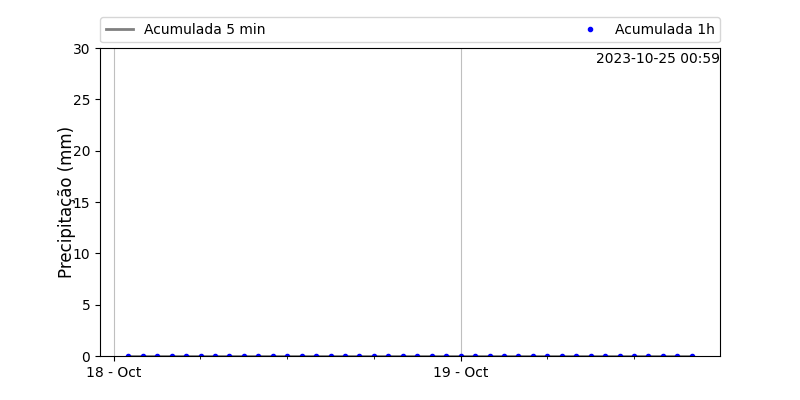 Acumulada 5 min
Acumulada 1h
2023-10-25 00:59
Precipitação (mm)
30
25
20
15
10
5
0
18 - Oct
19 - Oct